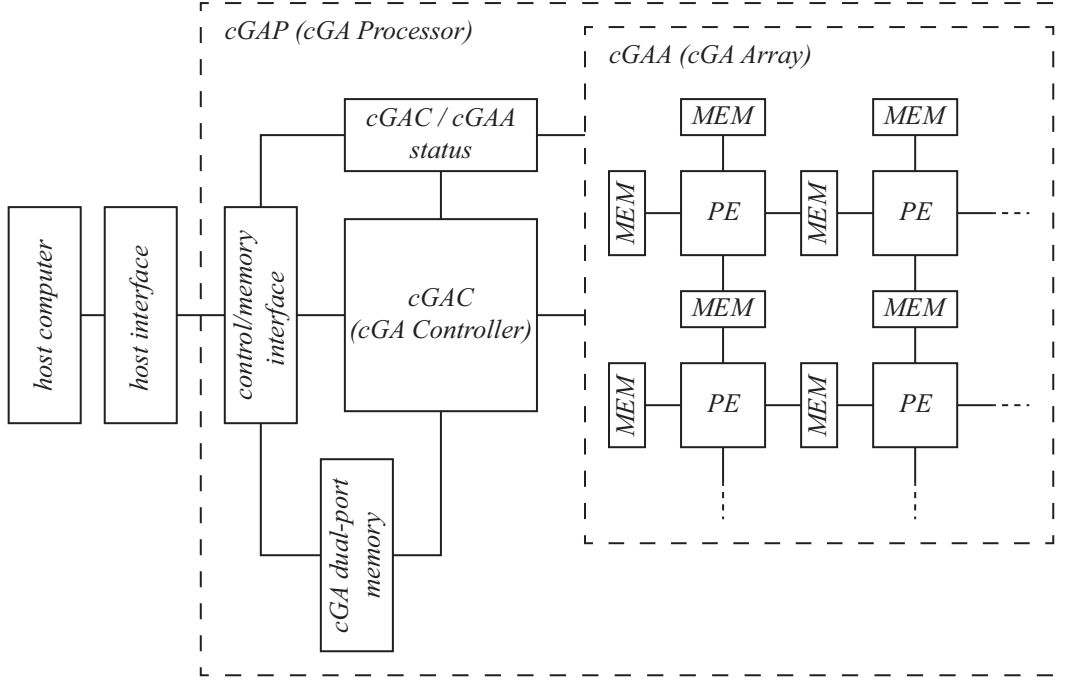 cGAP (cGA Processor)
cGAA (cGA Array)
cGAC / cGAA
status
MEM
MEM
MEM
PE
MEM
PE
host computer
host interface
control/memory
interface
cGAC
(cGA Controller)
MEM
MEM
MEM
PE
MEM
PE
cGA dual-port
memory